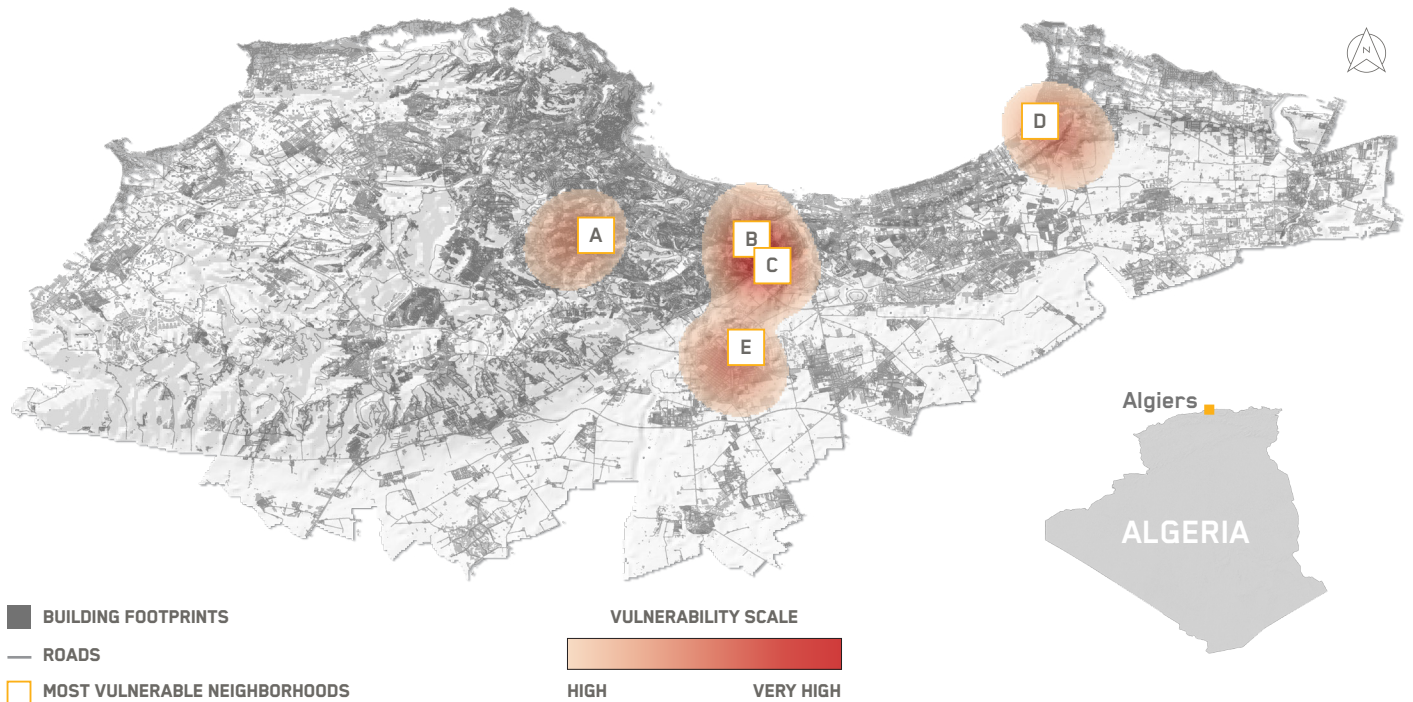 N
D
A
B
C
E
Algiers
ALGERIA
BUILDING FOOTPRINTS
ROADS
MOST VULNERABLE NEIGHBORHOODS
VULNERABILITY SCALE
HIGH VERY HIGH